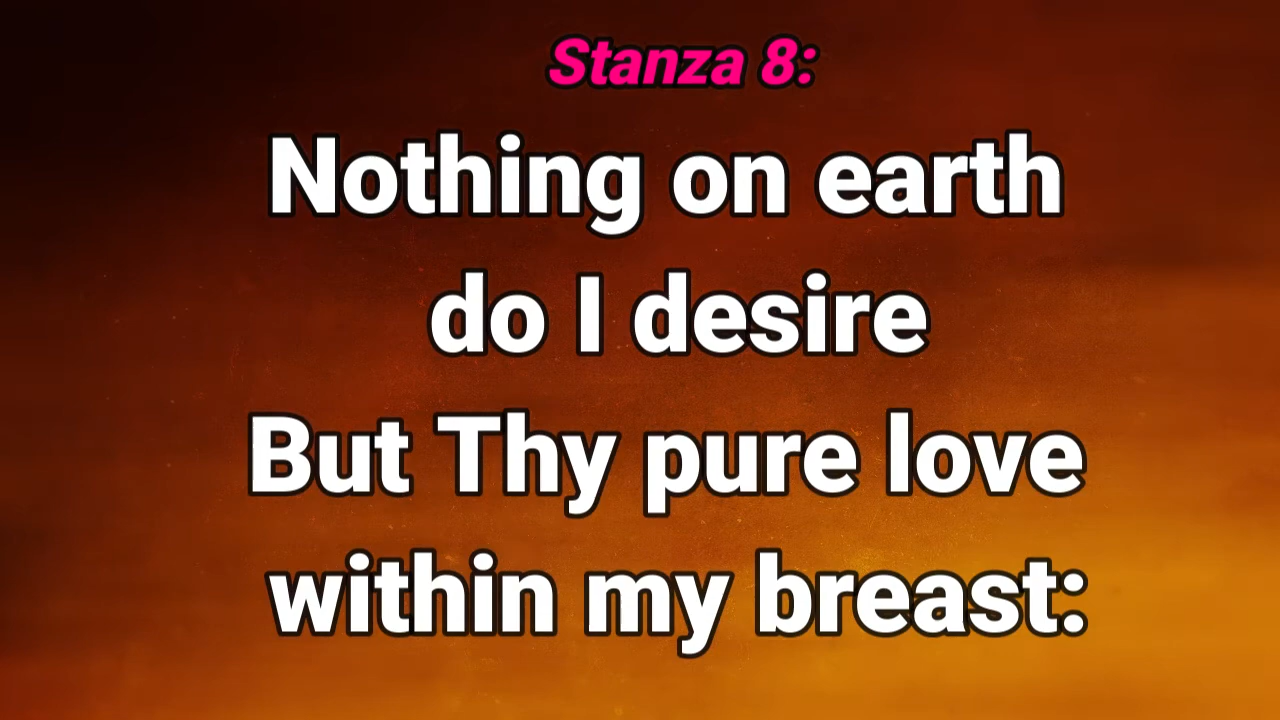 Stanza 8:
Nothing on earth
do I desire
But Thy pure love
within my breast: